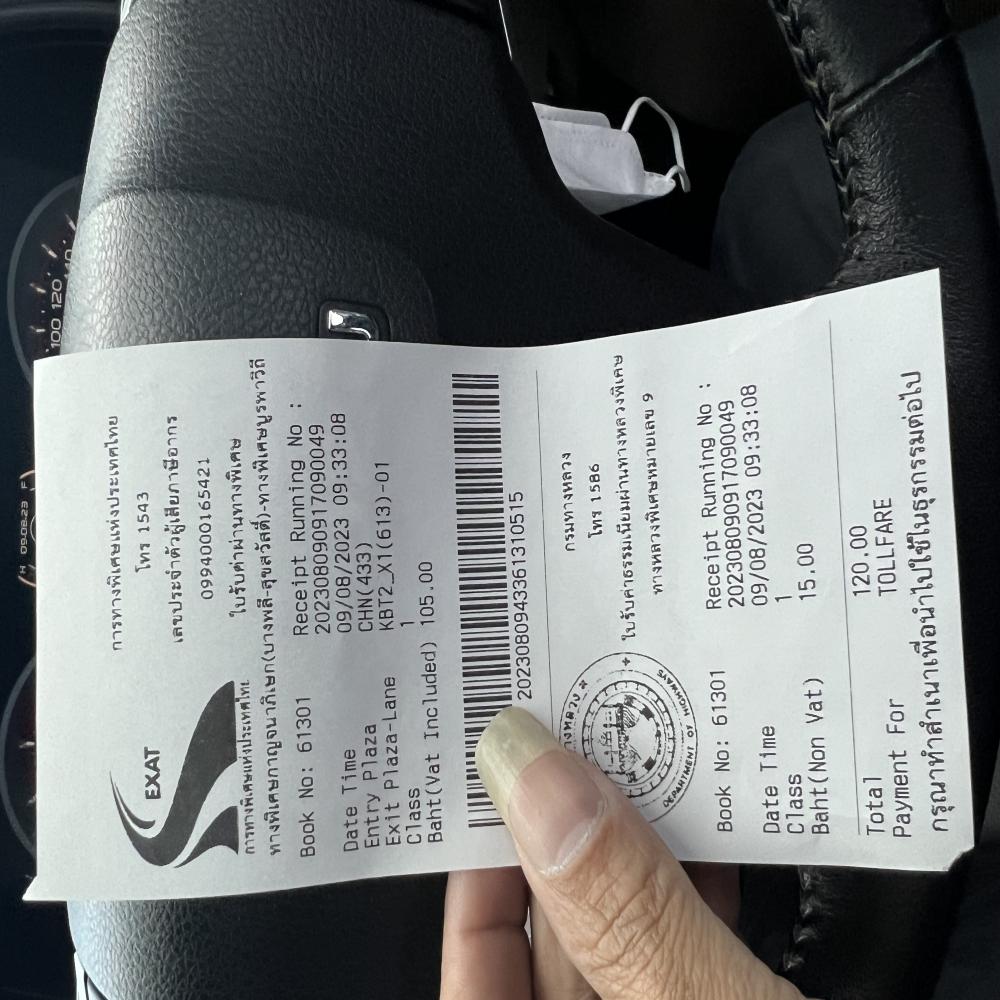 การทางพิเศษแห่งประเทศไทย
โทร 1543
เลขประจำตัวผู้เสียภาษีอากร
0994000165421
EXAT
การทางพิเศษแห่งประเทศไทย
ใบรับค่าผ่านทางพิเศษ
ทางพิเศษกาญจนาภิเษก(บางพลี-สุขสวัสดิ์)-ทางพิเศษบูรพาวิถี
Book No: 61301 Receipt Running No :
20230809091709004​9
Date Time 09/08/2023 09:33:08
Entry Plaza CHN(433)
Exit Plaza-Lane KBT2_X1(613)-01
Class 1
Baht(Vat Included) 105.00
2023080943361310515
กรมทางหลวง
โทร 1586
ใบรับค่าธรรมเนียมผ่านทางหลวงพิเศษ
ทางหลวงพิเศษหมายเลข 9
DEPARTMENT OF HIGHWAYS
Book No: 61301 Receipt Running No :
202308090917090049
Date Time 09/08/2023 09:33:08
Class 1
Baht(Non Vat) 15.00
Total 120.00
Payment For TOLLFARE
กรุณาทำสำเนาเพื่อนำไปใช้ในธุรกรรมต่อไป
100 120 140
H 09.08.23 F